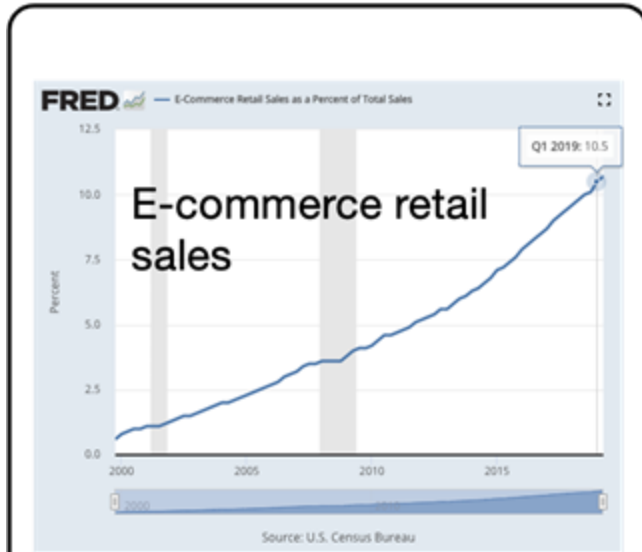 FRED
E-Commerce Retail Sales as a Percent of Total Sales
12.5
Q1 2019: 10.5
10.0
E-commerce retail
sales
7.5
Percent
5.0
2.5
0.0
2000 2005 2010 2015
2000
Source: U.S. Census Bureau